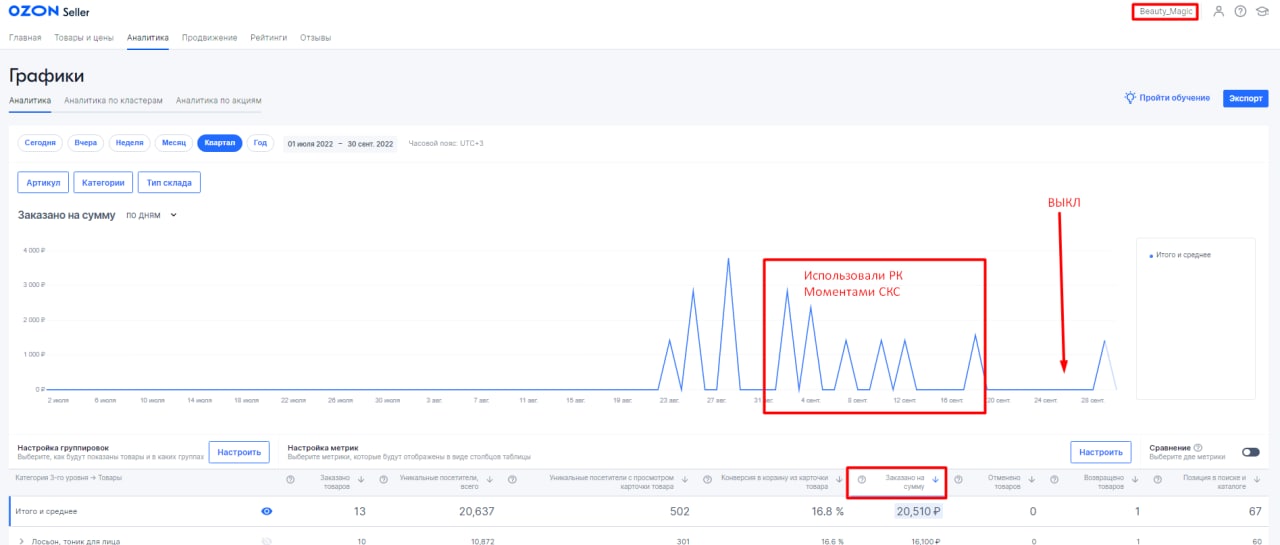 OZON Seller
Beauty_Magic
Главная Товары и цены Аналитика Продвижение Рейтинги Отзывы
Графики
Аналитика Аналитика по кластерам Аналитика по акциям
Пройти обучение Экспорт
Сегодня Вчера Неделя Месяц Квартал Год 01 июля 2022 – 30 сент. 2022 Часовой пояс: UTC+3
Артикул Категории Тип склада
Заказано на сумму по дням
ВЫКЛ
4 000 ₽
3 000 ₽
2 000 ₽
1 000 ₽
0 ₽
Итого и среднее
Использовали РК
Моментами СКС
2 июля 6 июля 10 июля 14 июля 18 июля 22 июля 26 июля 30 июля 3 авг. 7 авг. 11 авг. 15 авг. 19 авг. 23 авг. 27 авг. 31 авг. 4 сент. 8 сент. 12 сент. 16 сент. 20 сент. 24 сент. 28 сент.
Настройка группировок
Выберите, как будут показаны товары и в каких группах
Настроить
Настройка метрик
Выберите метрики, которые будут отображены в виде столбцов таблицы
Настроить
Сравнение
Выберите две метрики
Категория 3-го уровня → Товары
Заказано товаров
Уникальные посетители, всего
Уникальные посетители с просмотром карточки товара
Конверсия в корзину из карточки товара
Заказано на сумму
Отменено товаров
Возвращено товаров
Позиция в поиске и каталоге
Итого и среднее 13 20,637 502 16.8 % 20,510 ₽ 0 1 67
Лосьон, тоник для лица 10 10,872 301 16.6 % 16,100 ₽ 0 1 60